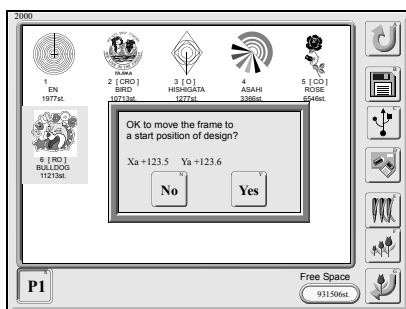 2000
1
EN
1977st.
2 [ CRO ]
BIRD
10713st.
3 [ O ]
HISHIGATA
1277st.
4
ASAHI
3366st.
5 [ CO ]
ROSE
6546st.
TAJIMA
6 [ RO ]
BULLDOG
11213st.
OK to move the frame to
a start position of design?
Xa +123.5 Ya +123.6
No
N
Yes
Y
P1
Free Space
931506st.